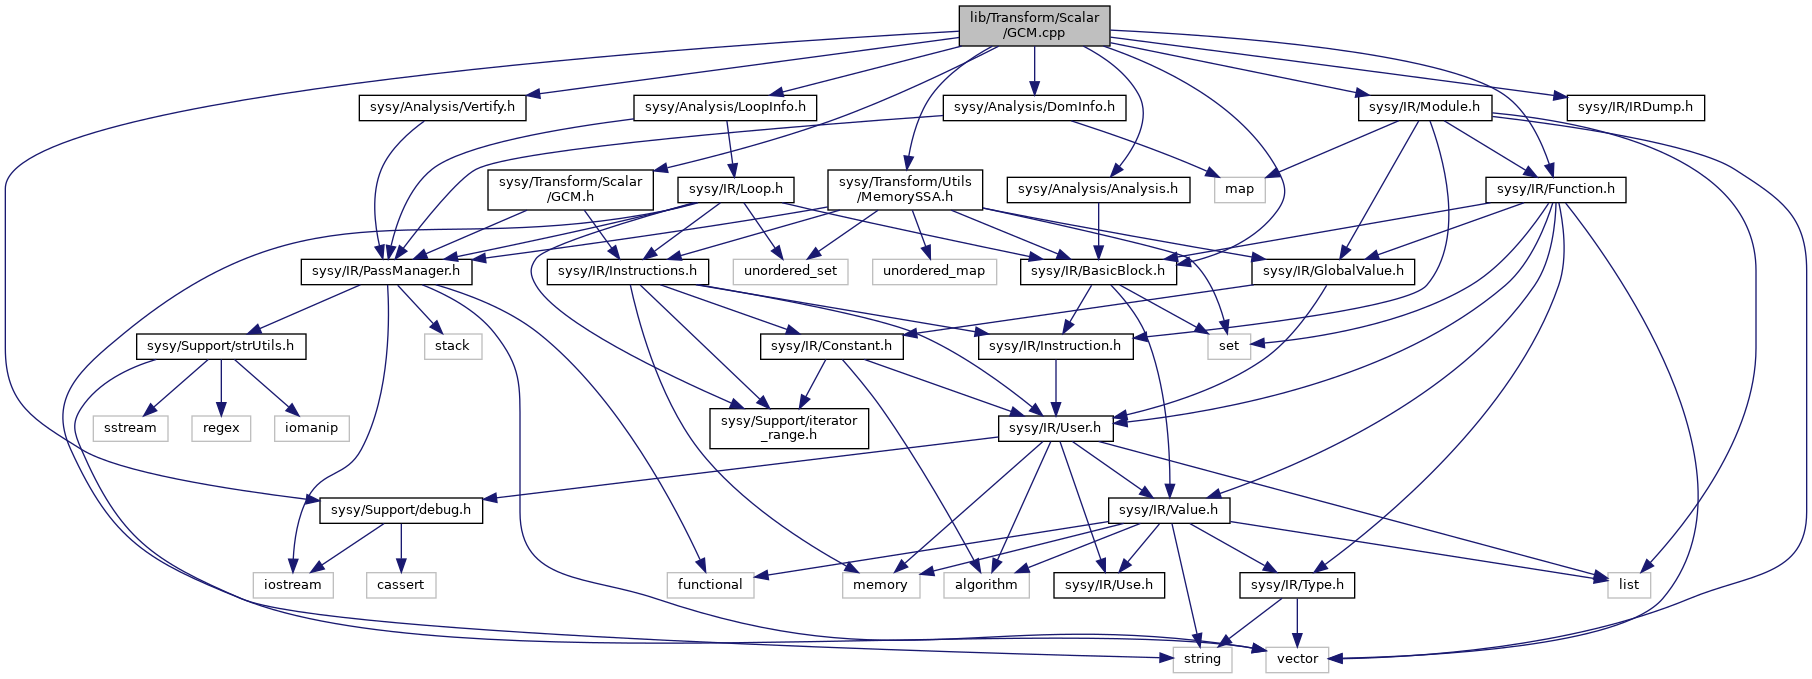 lib/Transform/Scalar
/GCM.cpp
sysy/Analysis/Vertify.h
sysy/Analysis/LoopInfo.h
sysy/Analysis/DomInfo.h
sysy/IR/Module.h
sysy/IR/IRDump.h
sysy/Transform/Scalar
/GCM.h
sysy/IR/Loop.h
sysy/Transform/Utils
/MemorySSA.h
sysy/Analysis/Analysis.h
map
sysy/IR/Function.h
sysy/IR/PassManager.h
sysy/IR/Instructions.h
unordered_set
unordered_map
sysy/IR/BasicBlock.h
sysy/IR/GlobalValue.h
sysy/Support/strUtils.h
stack
sysy/IR/Constant.h
sysy/IR/Instruction.h
set
sstream
regex
iomanip
sysy/Support/iterator
_range.h
sysy/IR/User.h
sysy/Support/debug.h
sysy/IR/Value.h
iostream
cassert
functional
memory
algorithm
sysy/IR/Use.h
sysy/IR/Type.h
list
string
vector